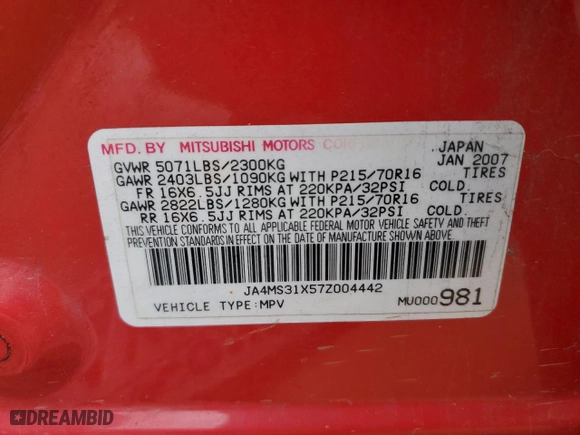 MFD. BY MITSUBISHI MOTORS CORPORATION JAPAN
GVWR 5071LBS/2300KG JAN 2007
GAWR 2403LBS/1090KG WITH P215/70R16 TIRES
FR 16X6.5JJ RIMS AT 220KPA/32PSI COLD.
GAWR 2822LBS/1280KG WITH P215/70R16 TIRES
RR 16X6.5JJ RIMS AT 220KPA/32PSI COLD.
THIS VEHICLE CONFORMS TO ALL APPLICABLE FEDERAL MOTOR VEHICLE SAFETY AND THEFT
PREVENTION STANDARDS IN EFFECT ON THE DATE OF MANUFACTURE SHOWN ABOVE.
JA4MS31X57Z004442
VEHICLE TYPE:MPV MU000981
DREAMBID